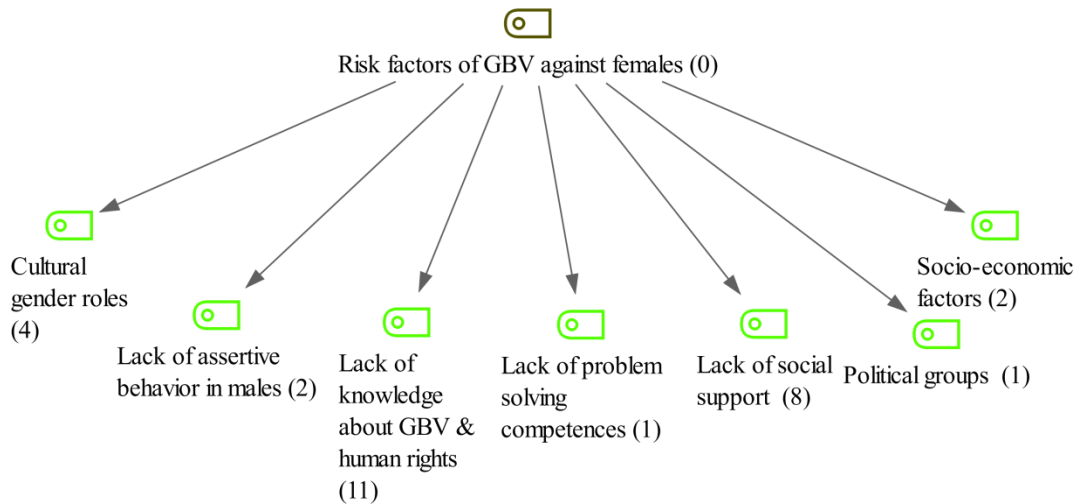 Risk factors of GBV against females (0)
Cultural
gender roles
(4)
Lack of assertive
behavior in males (2)
Lack of
knowledge
about GBV &
human rights
(11)
Lack of problem
solving
competences (1)
Lack of social
support (8)
Political groups (1)
Socio-economic
factors (2)